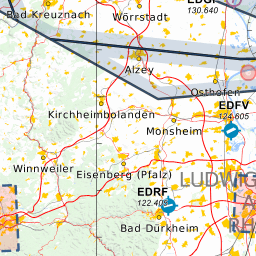 130.640
Wörrstadt
Bad Kreuznach
Alzey
Osthofen
EDFV
124.605
Kirchheimbolanden
Monsheim
Winnweiler
Eisenberg (Pfalz)
LUDWIG
EDRF
122.405
Bad Dürkheim